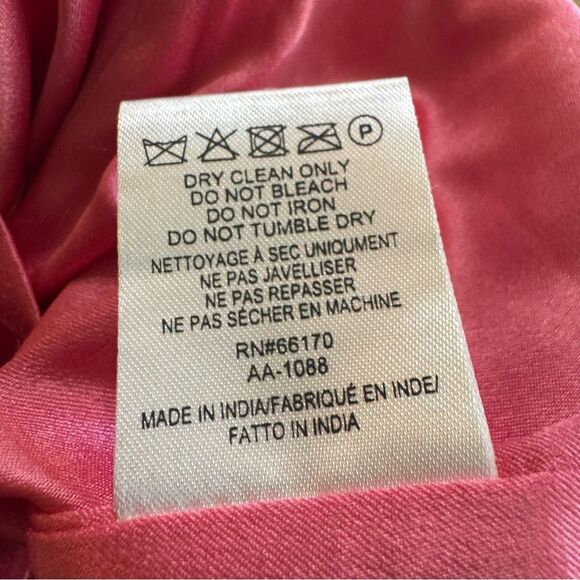 P
DRY CLEAN ONLY
DO NOT BLEACH
DO NOT IRON
DO NOT TUMBLE DRY
NETTOYAGE À SEC UNIQUMENT
NE PAS JAVELLISER
NE PAS REPASSER
NE PAS SÉCHER EN MACHINE
RN#66170
AA-1088
MADE IN INDIA/FABRIQUÉ EN INDE/
FATTO IN INDIA